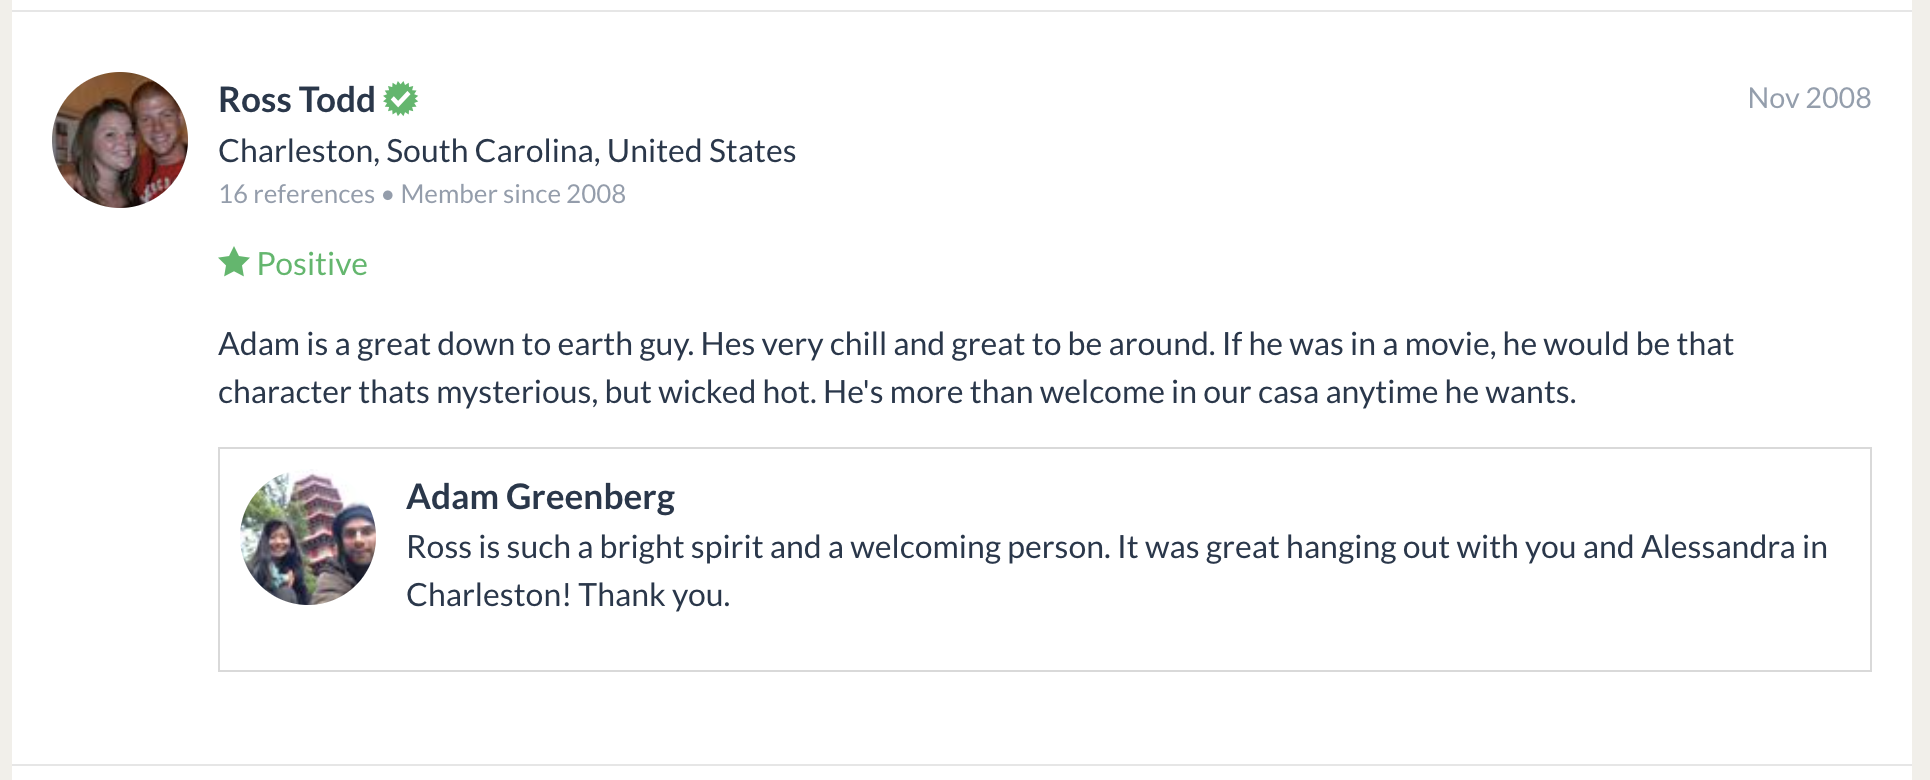 Ross Todd
Nov 2008
Charleston, South Carolina, United States
16 references • Member since 2008
Positive
Adam is a great down to earth guy. Hes very chill and great to be around. If he was in a movie, he would be that
character thats mysterious, but wicked hot. He's more than welcome in our casa anytime he wants.
Adam Greenberg
Ross is such a bright spirit and a welcoming person. It was great hanging out with you and Alessandra in
Charleston! Thank you.